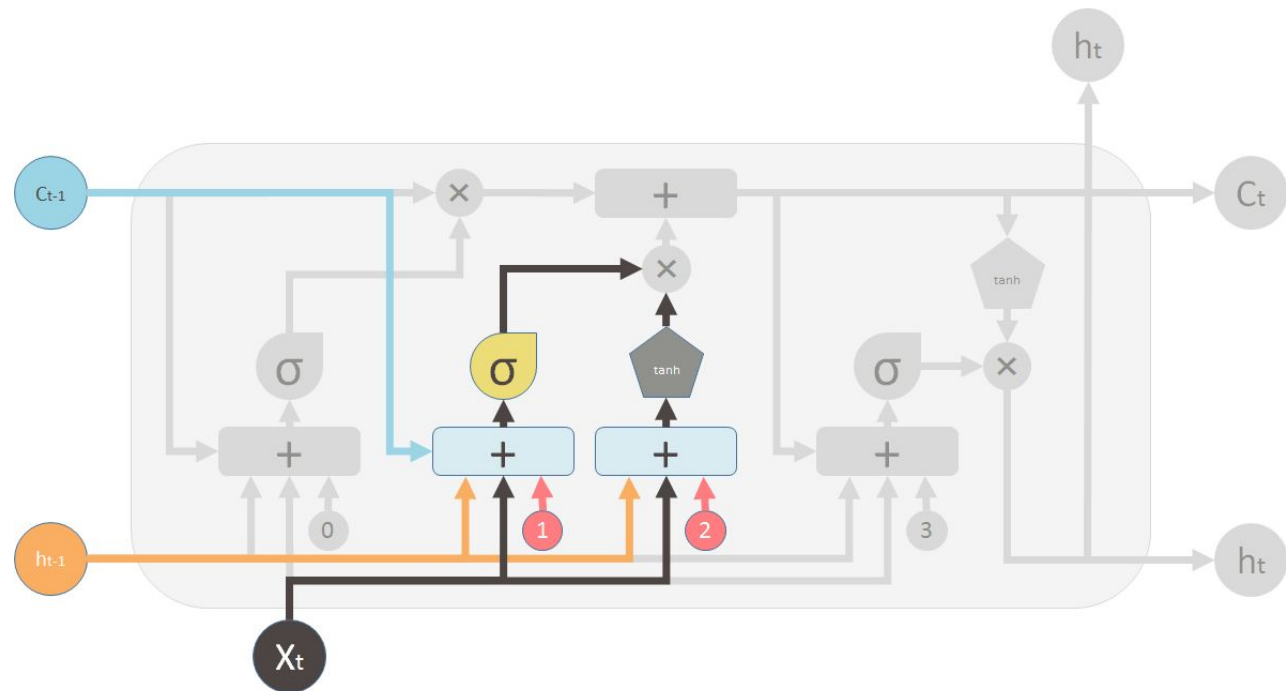 ht
Ct-1
×
+
Ct
×
tanh
σ
σ
tanh
σ
×
+
+
+
+
0
1
2
3
ht-1
ht
Xt